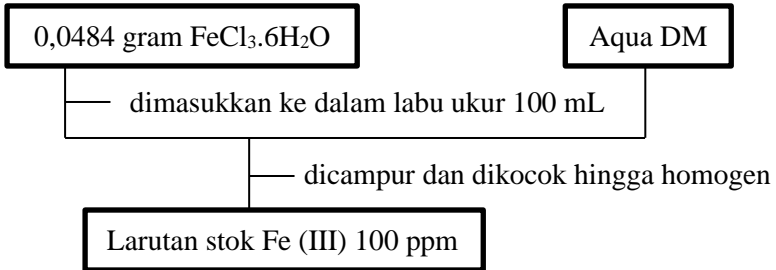 0,0484 gram FeCl₃.6H₂O
Aqua DM
dimasukkan ke dalam labu ukur 100 mL
dicampur dan dikocok hingga homogen
Larutan stok Fe (III) 100 ppm